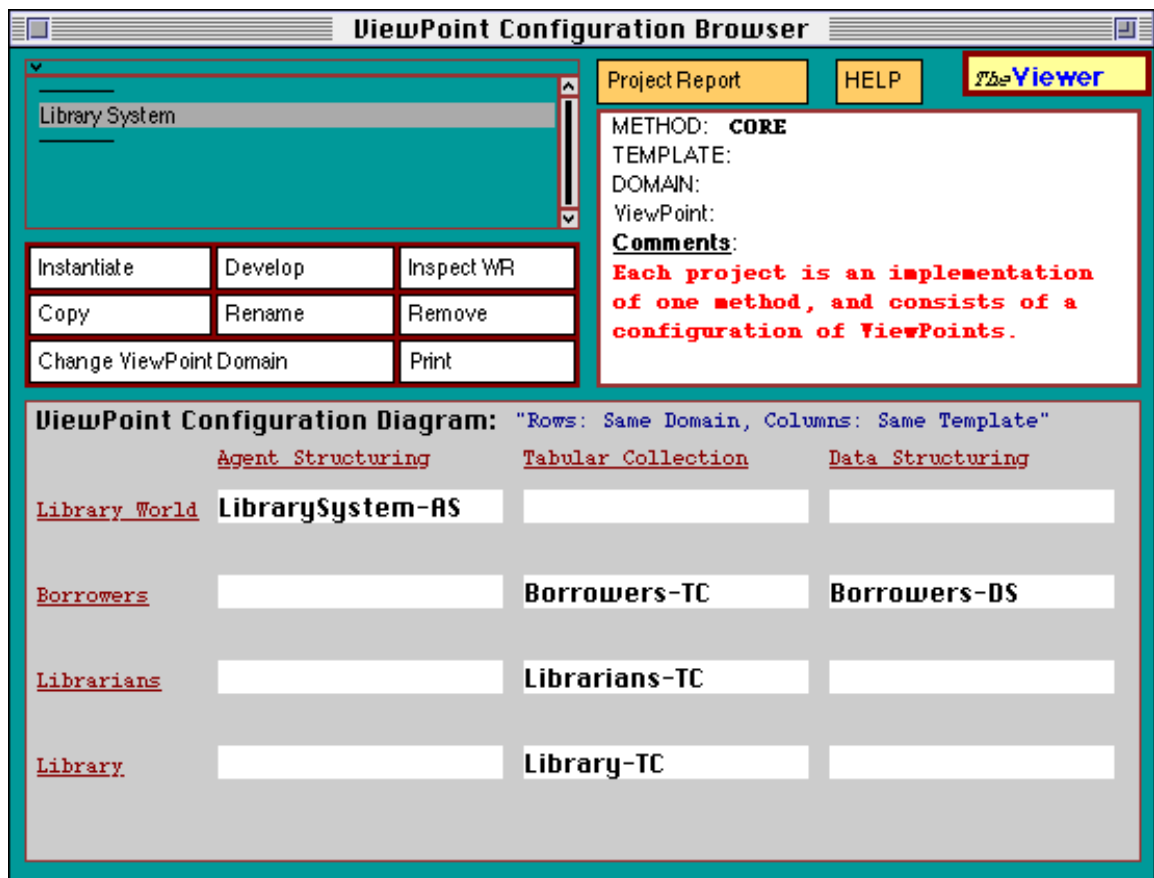 ViewPoint Configuration Browser
Library System
Project Report
HELP
TheViewer
METHOD: CORE
TEMPLATE:
DOMAIN:
ViewPoint:
Comments:
Each project is an implementation
of one method, and consists of a
configuration of ViewPoints.
Instantiate Develop Inspect WR
Copy Rename Remove
Change ViewPoint Domain Print
ViewPoint Configuration Diagram: "Rows: Same Domain, Columns: Same Template"
Agent Structuring Tabular Collection Data Structuring
Library World LibrarySystem-AS
Borrowers Borrowers-TC Borrowers-DS
Librarians Librarians-TC
Library Library-TC